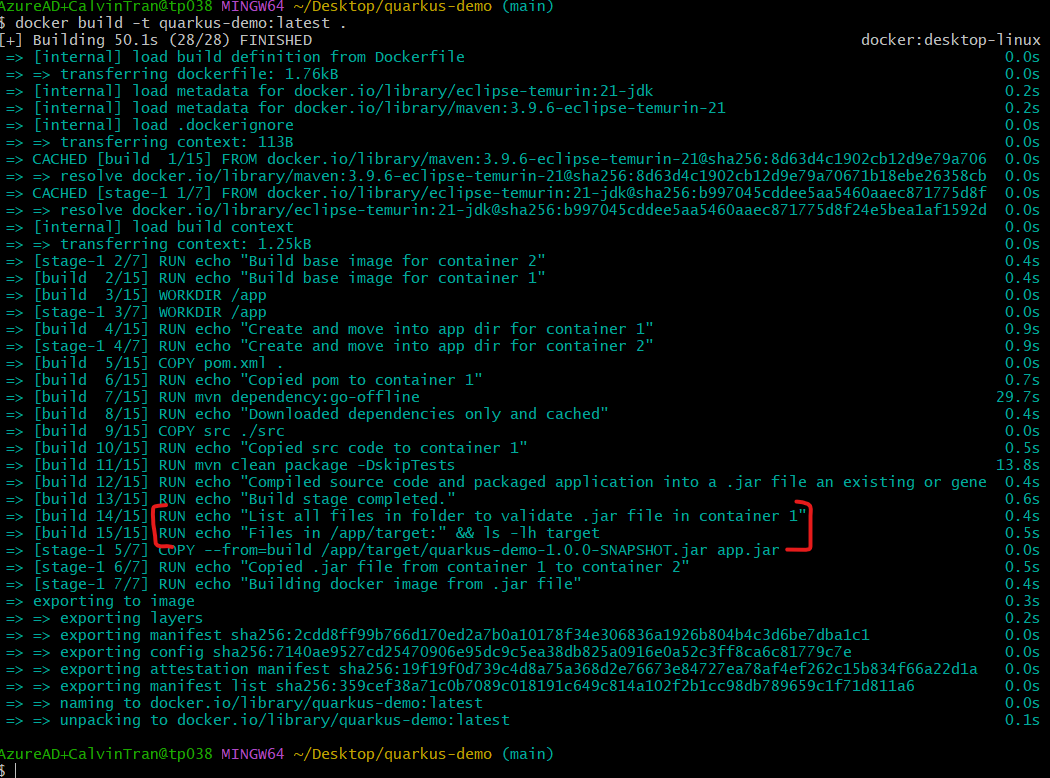 AzureAD+CalvinTran@tp038 MINGW64 ~/Desktop/quarkus-demo (main)
$ docker build -t quarkus-demo:latest .
[+] Building 50.1s (28/28) FINISHED docker:desktop-linux
=> [internal] load build definition from Dockerfile 0.0s
=> => transferring dockerfile: 1.76kB 0.0s
=> [internal] load metadata for docker.io/library/eclipse-temurin:21-jdk 0.2s
=> [internal] load metadata for docker.io/library/maven:3.9.6-eclipse-temurin-21 0.2s
=> [internal] load .dockerignore 0.0s
=> => transferring context: 113B 0.0s
=> CACHED [build  1/15] FROM docker.io/library/maven:3.9.6-eclipse-temurin-21@sha256:8d63d4c1902cb12d9e79a706 0.0s
=> => resolve docker.io/library/maven:3.9.6-eclipse-temurin-21@sha256:8d63d4c1902cb12d9e79a70671b18ebe26358cb 0.0s
=> CACHED [stage-1 1/7] FROM docker.io/library/eclipse-temurin:21-jdk@sha256:b997045cddee5aa5460aaec871775d8f 0.0s
=> => resolve docker.io/library/eclipse-temurin:21-jdk@sha256:b997045cddee5aa5460aaec871775d8f24e5bea1af1592d 0.0s
=> [internal] load build context 0.0s
=> => transferring context: 1.25kB 0.0s
=> [stage-1 2/7] RUN echo "Build base image for container 2" 0.4s
=> [build  2/15] RUN echo "Build base image for container 1" 0.4s
=> [build  3/15] WORKDIR /app 0.0s
=> [stage-1 3/7] WORKDIR /app 0.0s
=> [build  4/15] RUN echo "Create and move into app dir for container 1" 0.9s
=> [stage-1 4/7] RUN echo "Create and move into app dir for container 2" 0.9s
=> [build  5/15] COPY pom.xml . 0.0s
=> [build  6/15] RUN echo "Copied pom to container 1" 0.7s
=> [build  7/15] RUN mvn dependency:go-offline 29.7s
=> [build  8/15] RUN echo "Downloaded dependencies only and cached" 0.4s
=> [build  9/15] COPY src ./src 0.0s
=> [build 10/15] RUN echo "Copied src code to container 1" 0.5s
=> [build 11/15] RUN mvn clean package -DskipTests 13.8s
=> [build 12/15] RUN echo "Compiled source code and packaged application into a .jar file an existing or gene 0.4s
=> [build 13/15] RUN echo "Build stage completed." 0.6s
=> [build 14/15] RUN echo "List all files in folder to validate .jar file in container 1" 0.4s
=> [build 15/15] RUN echo "Files in /app/target:" && ls -lh target 0.5s
=> [stage-1 5/7] COPY --from=build /app/target/quarkus-demo-1.0.0-SNAPSHOT.jar app.jar 0.0s
=> [stage-1 6/7] RUN echo "Copied .jar file from container 1 to container 2" 0.5s
=> [stage-1 7/7] RUN echo "Building docker image from .jar file" 0.4s
=> exporting to image 0.3s
=> => exporting layers 0.2s
=> => exporting manifest sha256:2cdd8ff99b766d170ed2a7b0a10178f34e306836a1926b804b4c3d6be7dba1c1 0.0s
=> => exporting config sha256:7140ae9527cd25470906e95dc9c5ea38db825a0916e0a52c3ff8ca6c81779c7e 0.0s
=> => exporting attestation manifest sha256:19f19f0d739c4d8a75a368d2e76673e84727ea78af4ef262c15b834f66a22d1a 0.0s
=> => exporting manifest list sha256:359cef38a71c0b7089c018191c649c814a102f2b1cc98db789659c1f71d811a6 0.0s
=> => naming to docker.io/library/quarkus-demo:latest 0.0s
=> => unpacking to docker.io/library/quarkus-demo:latest 0.1s
AzureAD+CalvinTran@tp038 MINGW64 ~/Desktop/quarkus-demo (main)
$